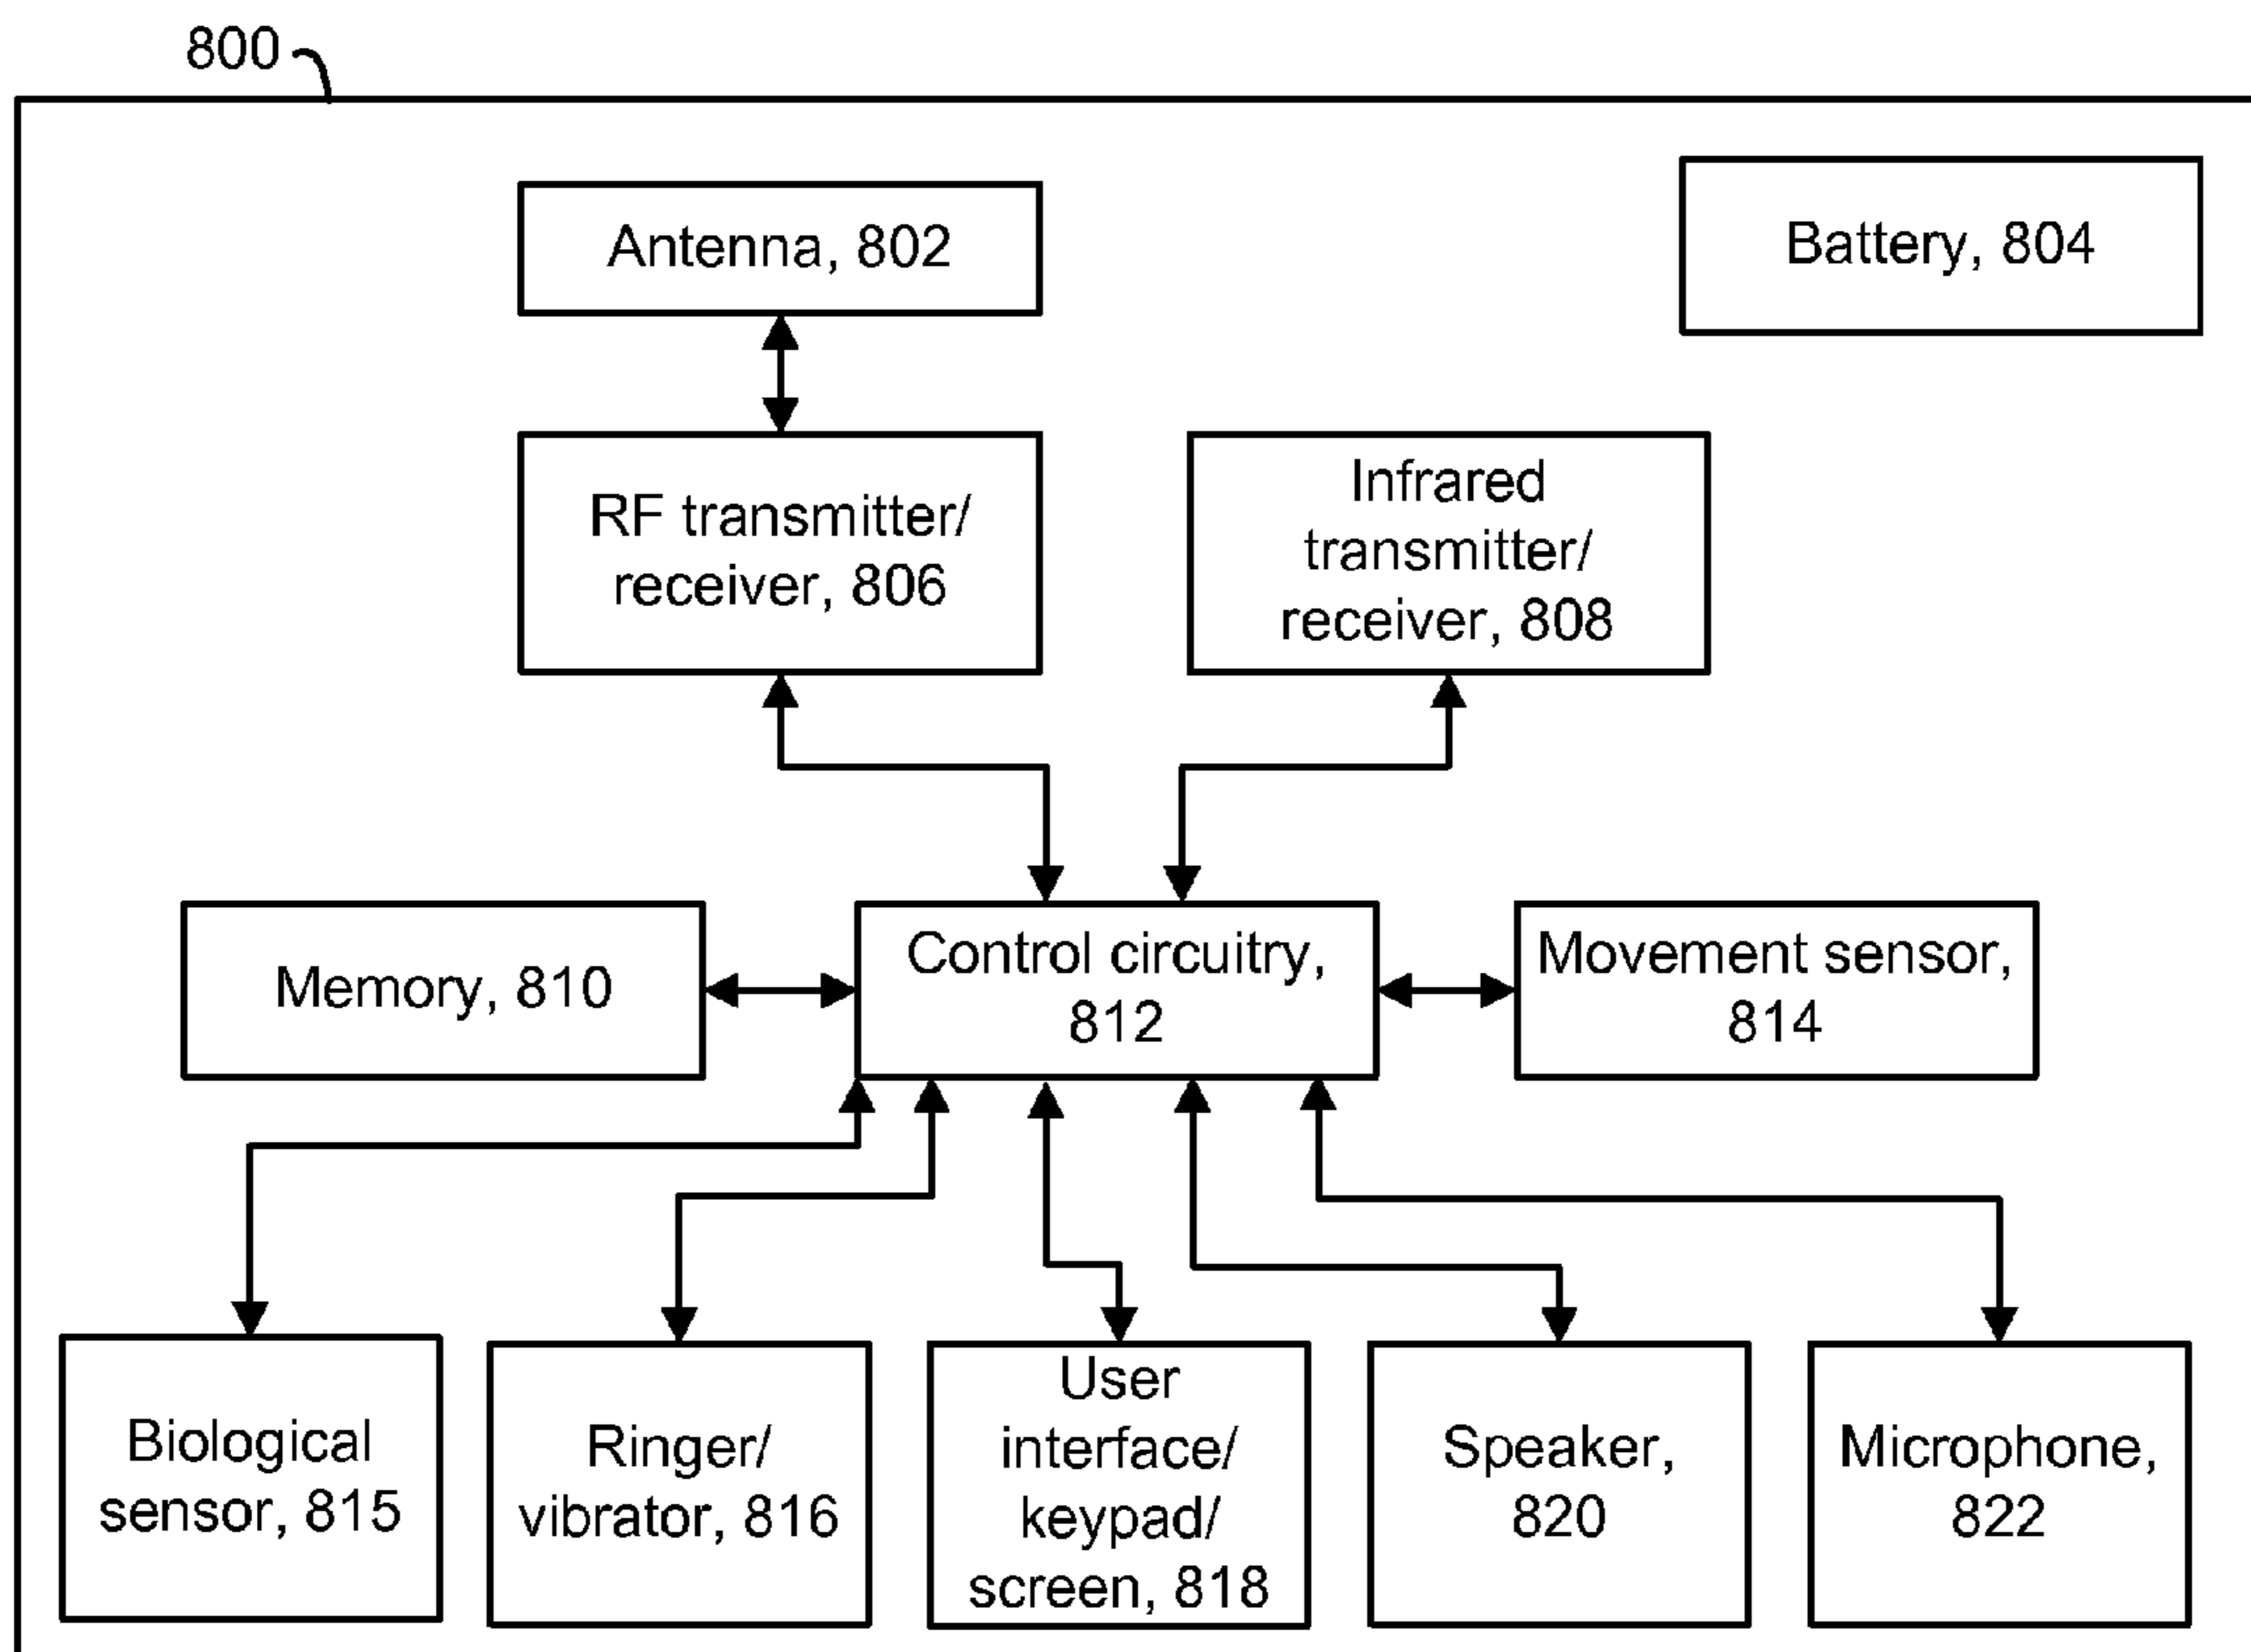 800
Antenna, 802
Battery, 804
RF transmitter/
receiver, 806
Infrared
transmitter/
receiver, 808
Memory, 810
Control circuitry,
812
Movement sensor,
814
Biological
sensor, 815
Ringer/
vibrator, 816
User
interface/
keypad/
screen, 818
Speaker,
820
Microphone,
822